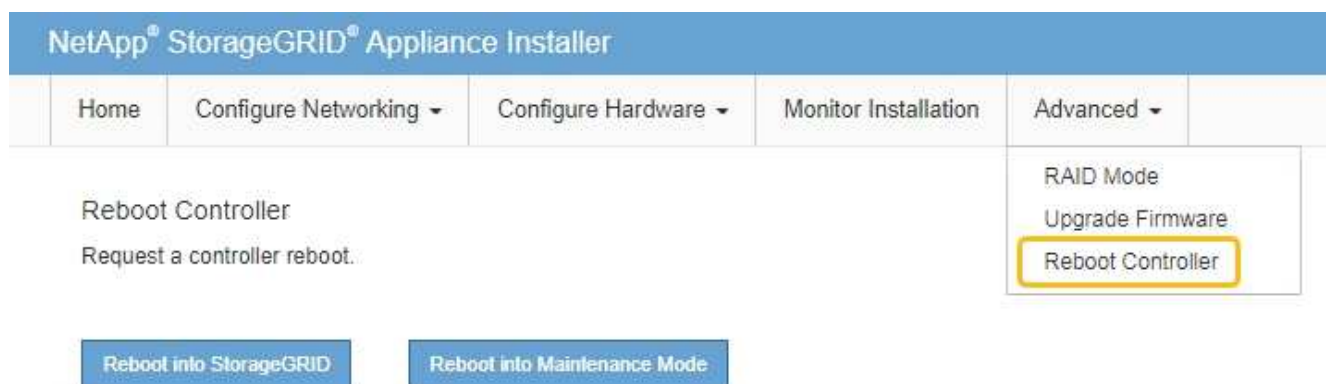 NetApp® StorageGRID® Appliance Installer
Home Configure Networking Configure Hardware Monitor Installation Advanced
RAID Mode
Upgrade Firmware
Reboot Controller
Reboot Controller
Request a controller reboot.
Reboot into StorageGRID Reboot into Maintenance Mode